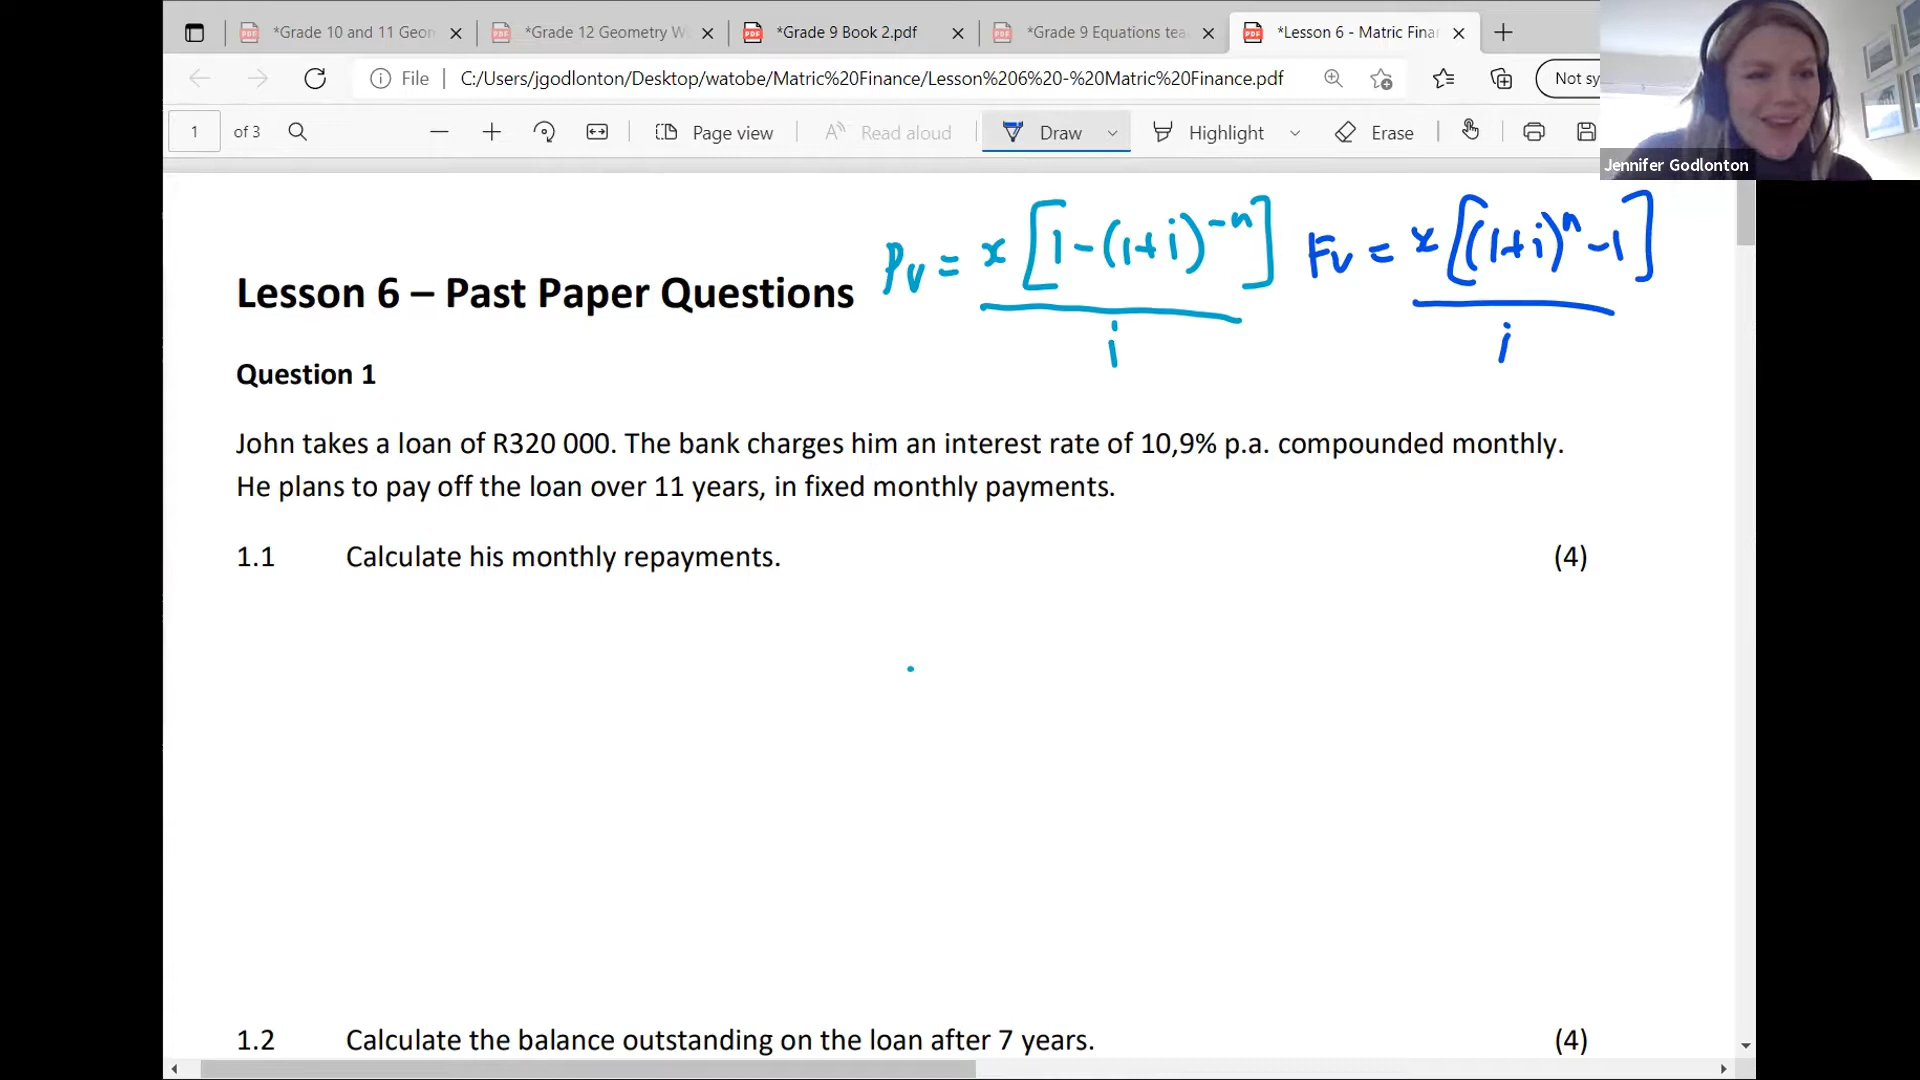 *Grade 10 and 11 Geon
*Grade 12 Geometry W
*Grade 9 Book 2.pdf
*Grade 9 Equations tea
*Lesson 6 - Matric Finan
File
C:/Users/jgodlonton/Desktop/watobe/Matric%20Finance/Lesson%206%20-%20Matric%20Finance.pdf
Not sy
1 of 3
Page view
Read aloud
Draw
Highlight
Erase
Jennifer Godlonton
Pv = x[1-(1+i)^-n] / i
Fv = x[(1+i)^n -1] / i
Lesson 6 – Past Paper Questions
Question 1
John takes a loan of R320 000. The bank charges him an interest rate of 10,9% p.a. compounded monthly.
He plans to pay off the loan over 11 years, in fixed monthly payments.
1.1 Calculate his monthly repayments. (4)
1.2 Calculate the balance outstanding on the loan after 7 years. (4)